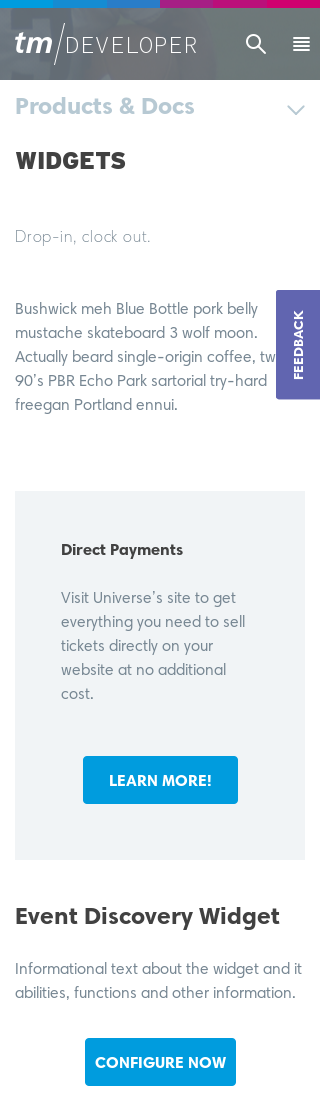 tm/DEVELOPER
Products & Docs
WIDGETS
Drop-in, clock out.
Bushwick meh Blue Bottle pork belly
mustache skateboard 3 wolf moon.
Actually beard single-origin coffee, tw
90's PBR Echo Park sartorial try-hard
freegan Portland ennui.
FEEDBACK
Direct Payments
Visit Universe's site to get
everything you need to sell
tickets directly on your
website at no additional
cost.
LEARN MORE!
Event Discovery Widget
Informational text about the widget and it
abilities, functions and other information.
CONFIGURE NOW